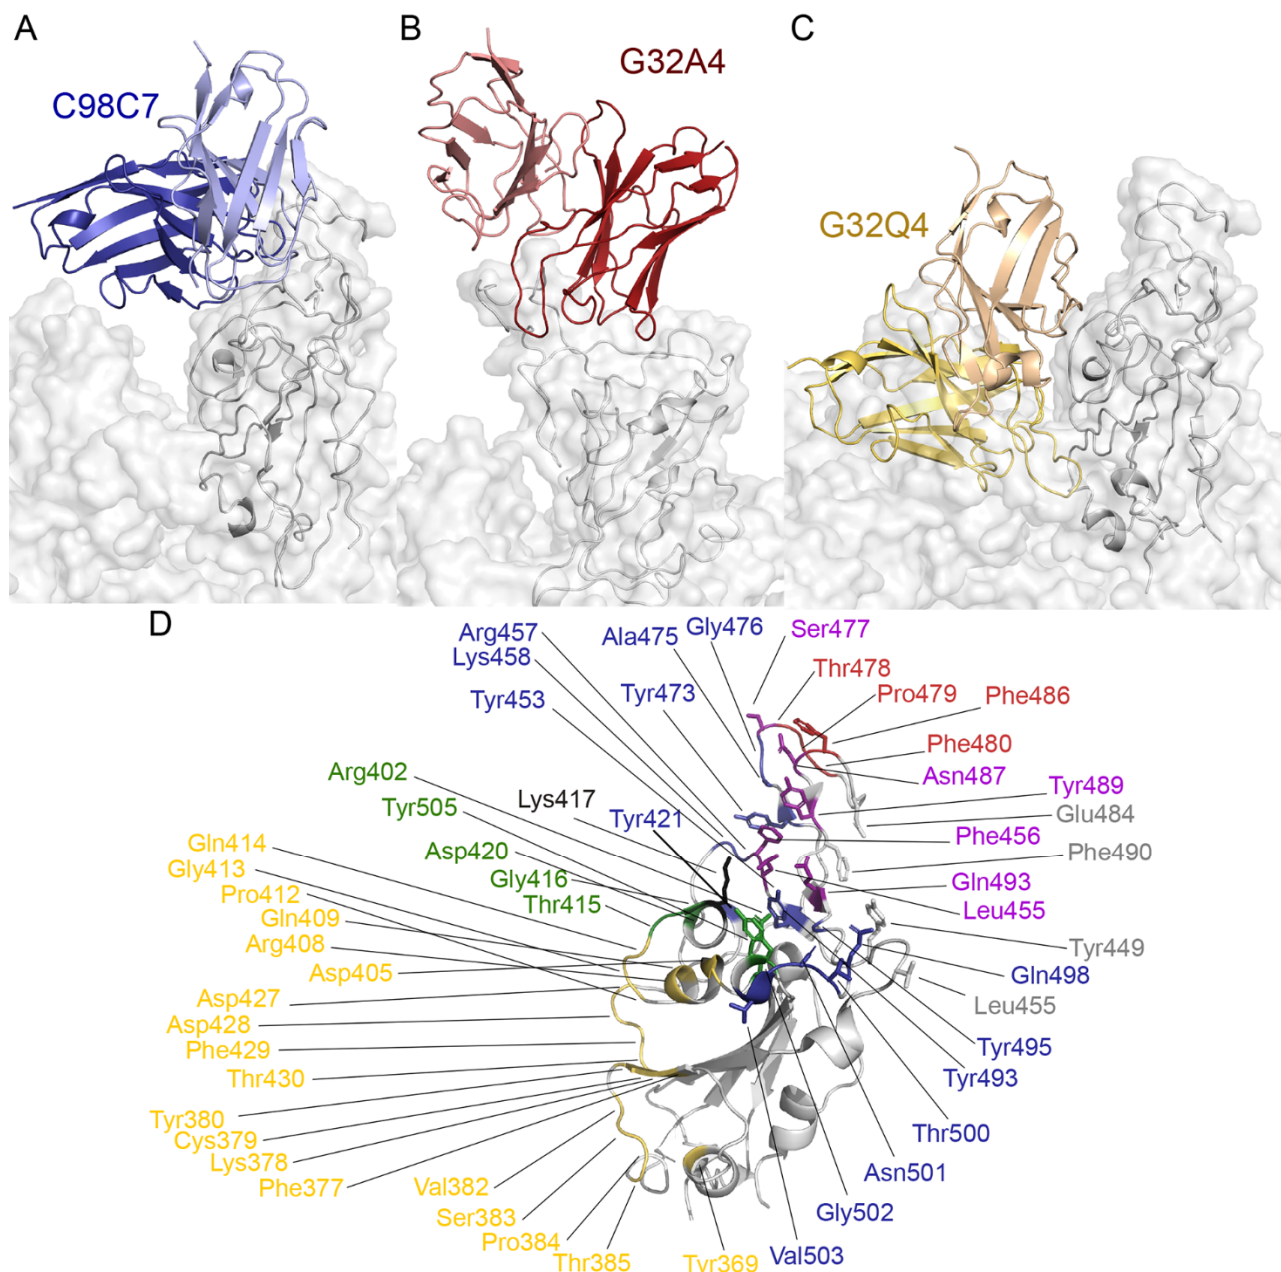 A
B
C
C98C7
G32A4
G32Q4
D
Arg457
Lys458
Tyr453
Ala475
Gly476
Ser477
Tyr473
Thr478
Pro479
Phe486
Phe480
Asn487
Arg402
Tyr505
Lys417
Tyr421
Tyr489
Glu484
Phe456
Phe490
Gln414
Gly413
Pro412
Gln409
Arg408
Asp405
Asp420
Gly416
Thr415
Gln493
Leu455
Tyr449
Gln498
Leu455
Asp427
Asp428
Phe429
Thr430
Tyr495
Tyr493
Tyr380
Cys379
Lys378
Phe377
Thr500
Asn501
Gly502
Val503
Val382
Ser383
Pro384
Thr385
Tyr369